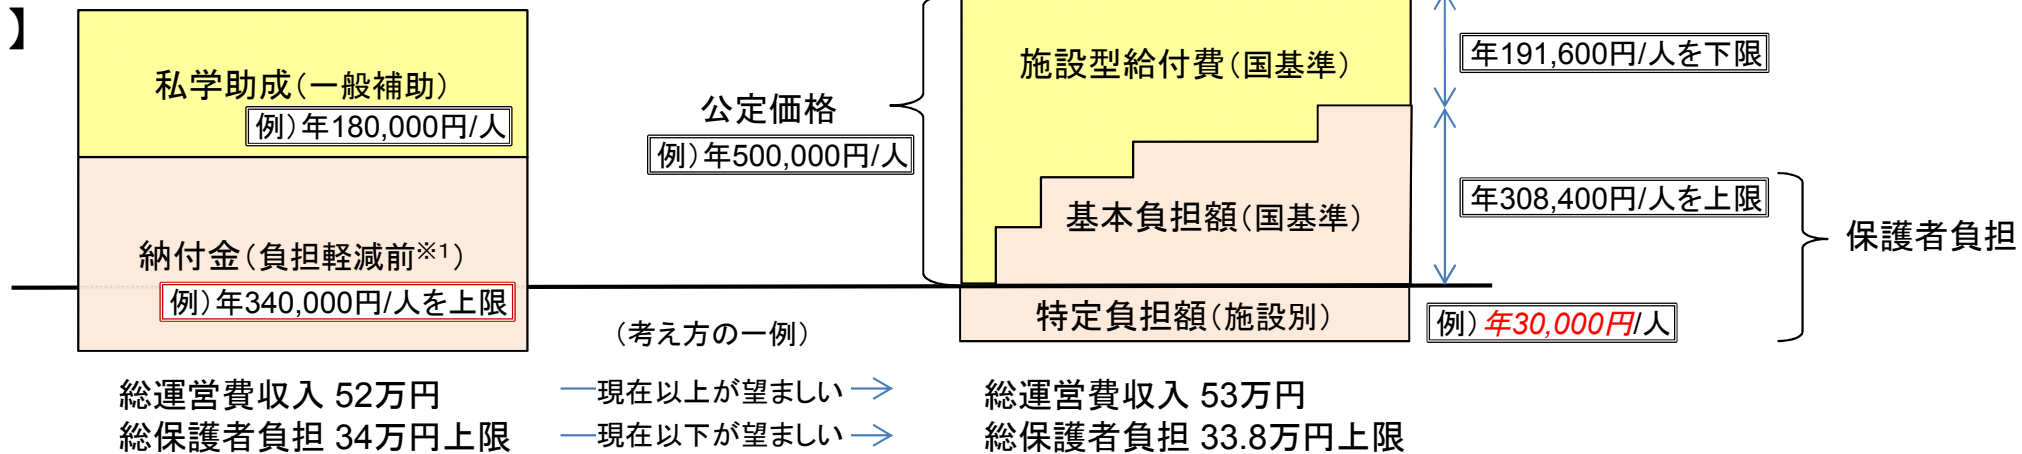 】
私学助成（一般補助）
例）年180,000円/人
納付金（負担軽減前※1）
例）年340,000円/人を上限
総運営費収入 52万円
総保護者負担 34万円上限
（考え方の一例）
現在以上が望ましい
現在以下が望ましい
公定価格
例）年500,000円/人
施設型給付費（国基準）
基本負担額（国基準）
特定負担額（施設別）
年191,600円/人を下限
年308,400円/人を上限
例）年30,000円/人
保護者負担
総運営費収入 53万円
総保護者負担 33.8万円上限